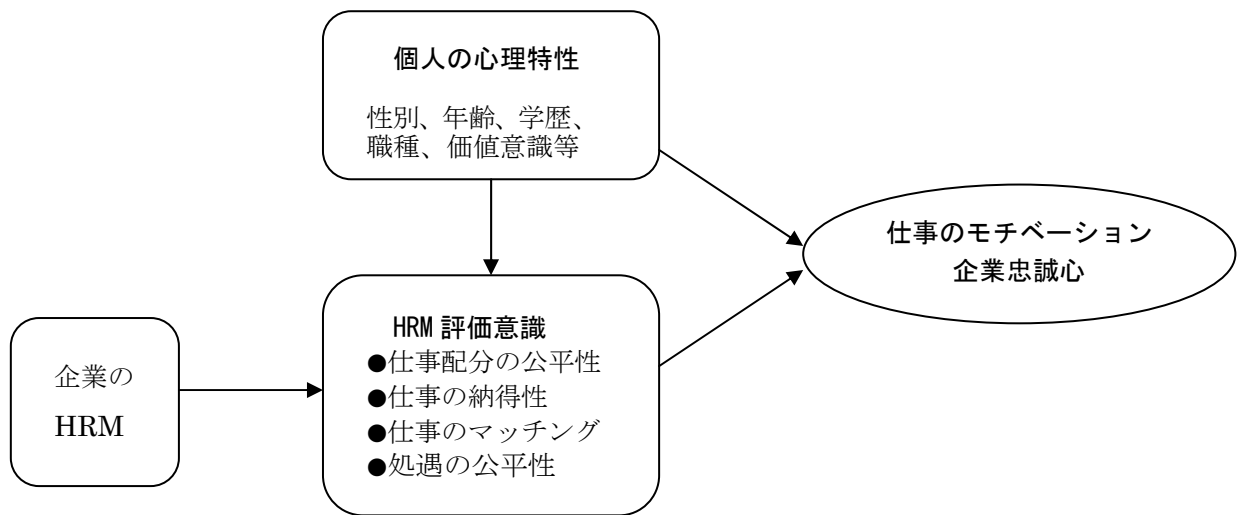 個人の心理特性
性別、年齢、学歴、
職種、価値意識等
仕事のモチベーション
企業忠誠心
HRM 評価意識
●仕事配分の公平性
●仕事の納得性
●仕事のマッチング
●処遇の公平性
企業の
HRM